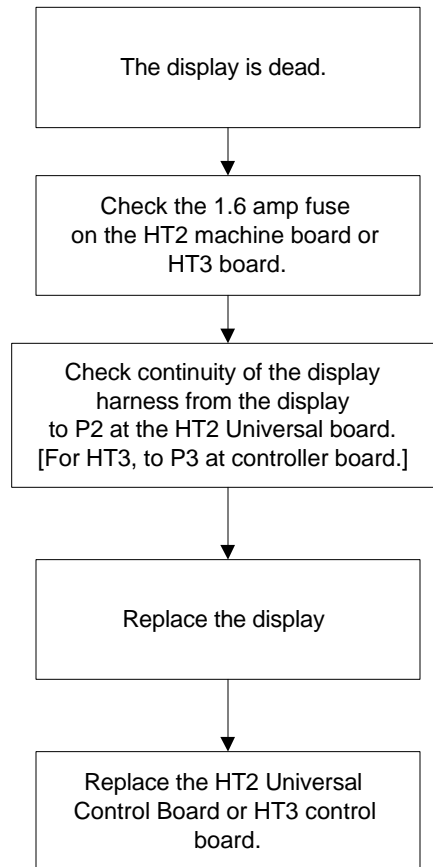 The display is dead.
Check the 1.6 amp fuse
on the HT2 machine board or
HT3 board.
Check continuity of the display
harness from the display
to P2 at the HT2 Universal board.
[For HT3, to P3 at controller board.]
Replace the display
Replace the HT2 Universal
Control Board or HT3 control
board.